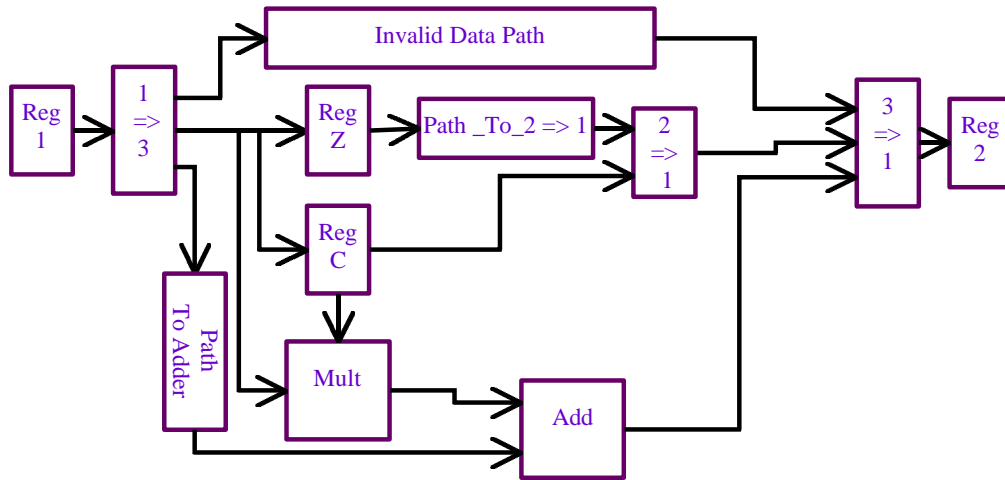 Invalid Data Path
Reg
1
1
=>
3
Reg
Z
Path _To_2 => 1
2
=>
1
3
=>
1
Reg
2
Reg
C
Path
To Adder
Mult
Add